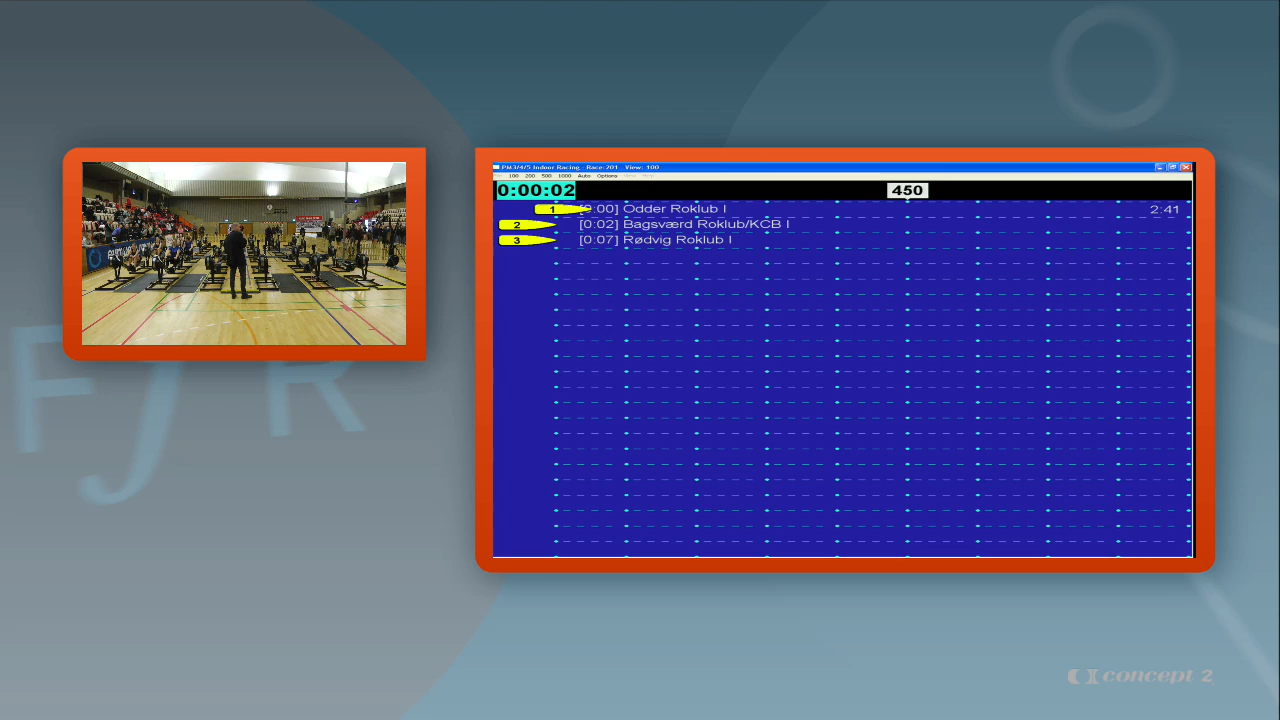 PM3/4/5 Indoor Racing - Race:201 View: 100
100 200 500 1000 Auto Options
0:00:02
450
1 [0:00] Odder Roklub I 2:41
2 [0:02] Bagsværd Roklub/KCB I
3 [0:07] Rødvig Roklub I
F J R
concept 2